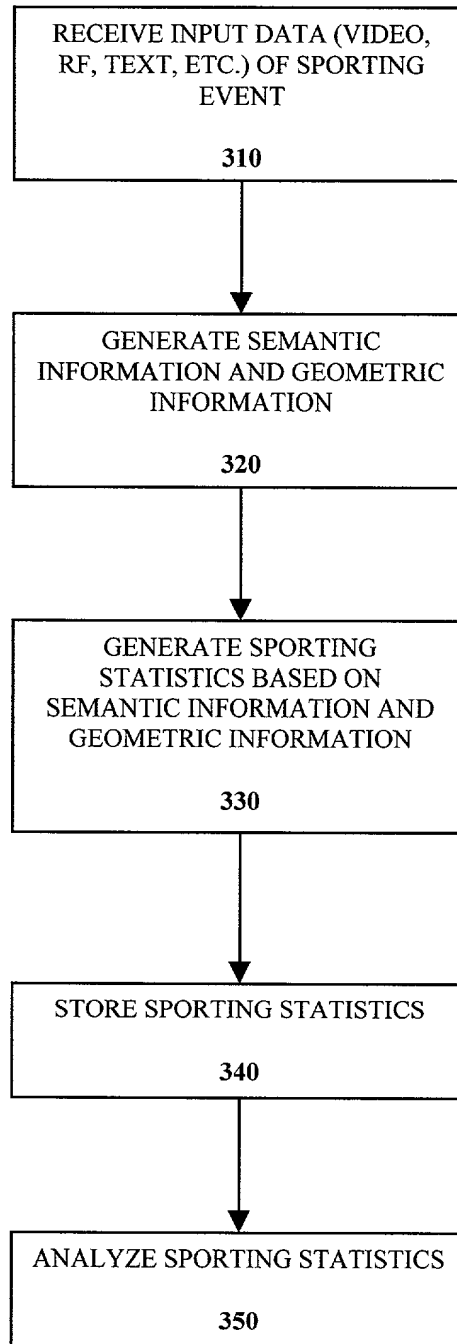 RECEIVE INPUT DATA (VIDEO,
RF, TEXT, ETC.) OF SPORTING
EVENT
310
GENERATE SEMANTIC
INFORMATION AND GEOMETRIC
INFORMATION
320
GENERATE SPORTING
STATISTICS BASED ON
SEMANTIC INFORMATION AND
GEOMETRIC INFORMATION
330
STORE SPORTING STATISTICS
340
ANALYZE SPORTING STATISTICS
350